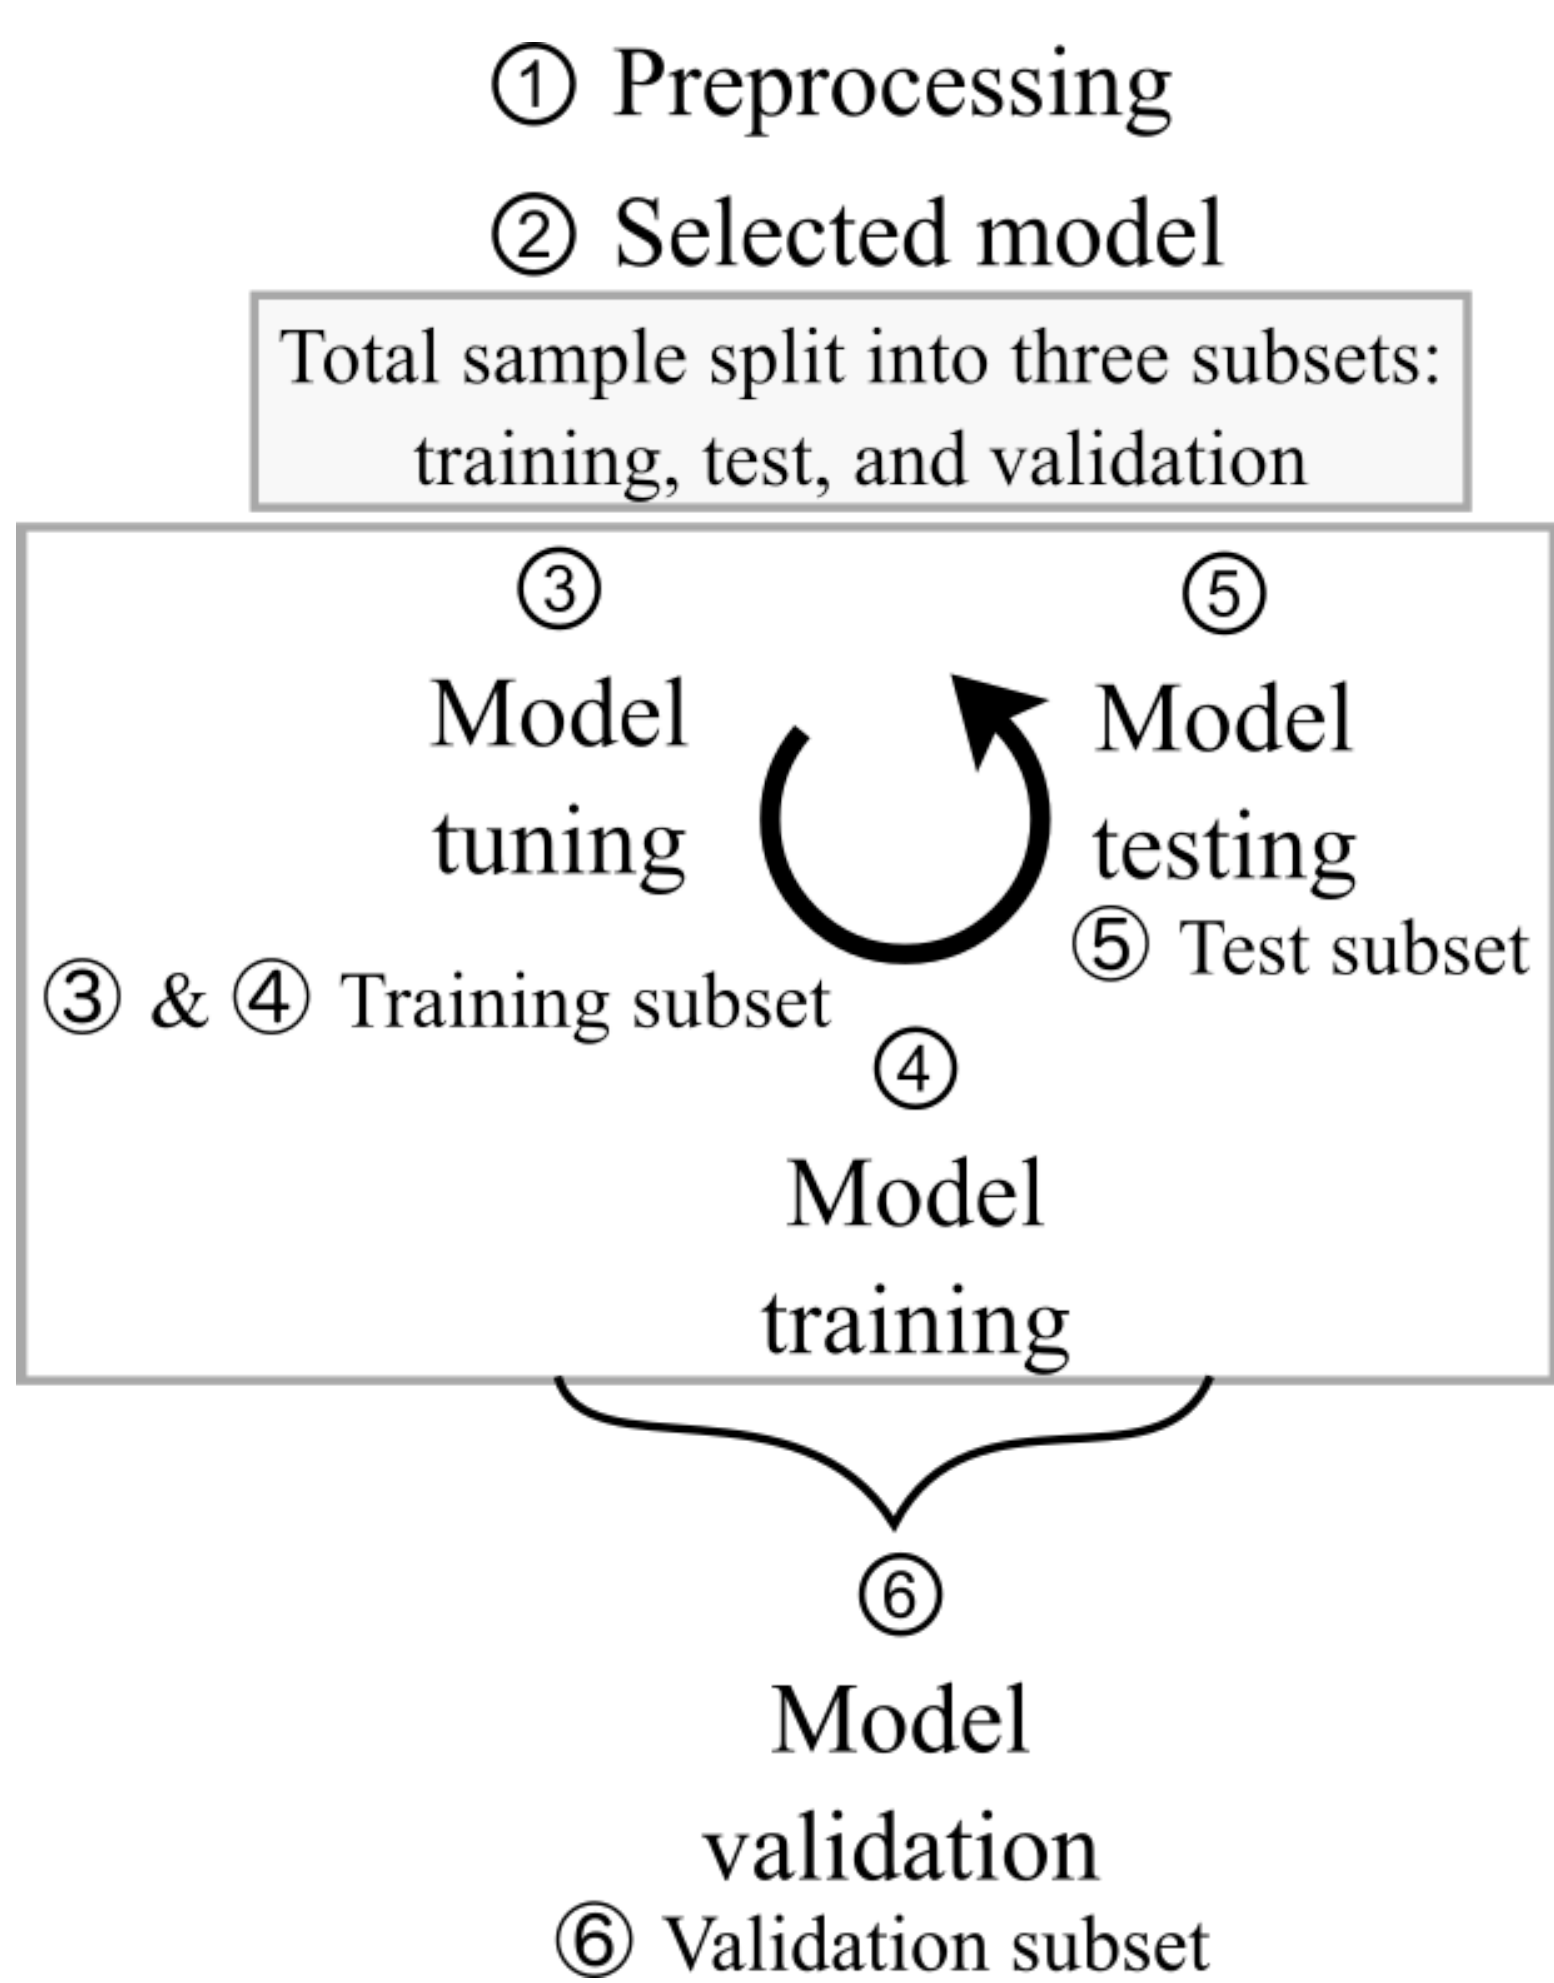 ① Preprocessing
② Selected model
Total sample split into three subsets:
training, test, and validation
③
Model
tuning
③ & ④ Training subset
④
Model
training
⑤
Model
testing
⑤ Test subset
⑥
Model
validation
⑥ Validation subset